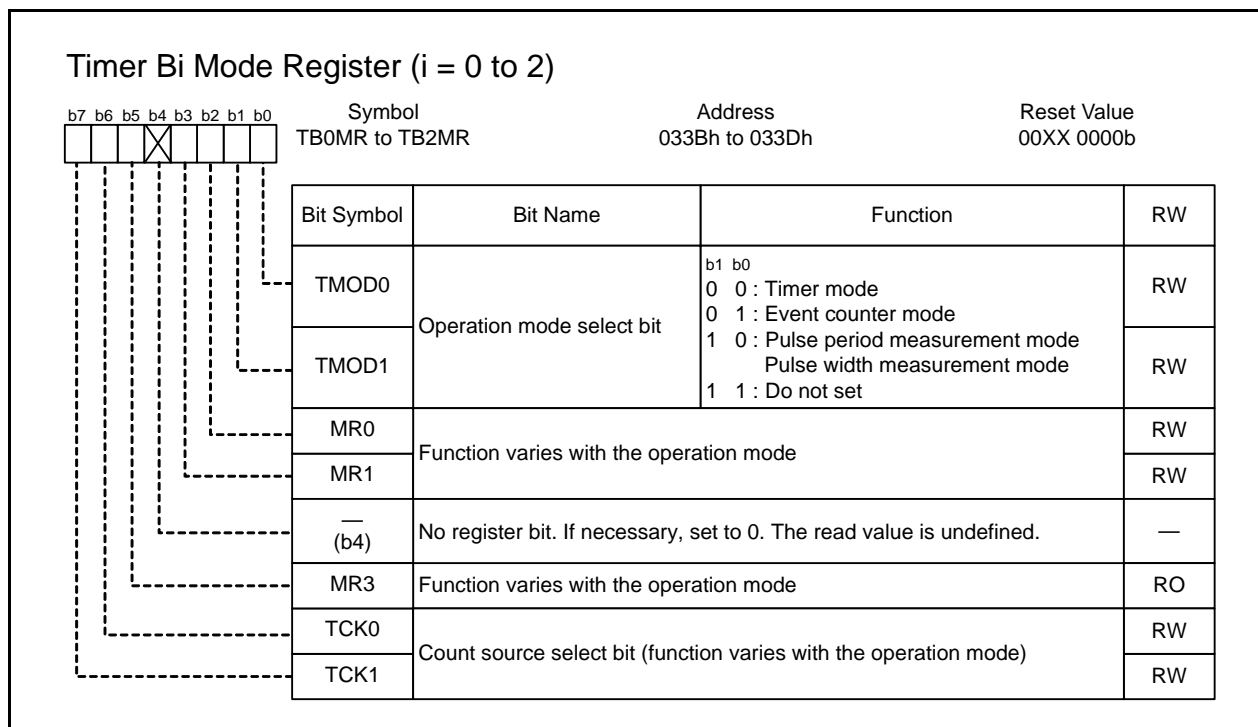 Timer Bi Mode Register (i = 0 to 2)
b7 b6 b5 b4 b3 b2 b1 b0
Symbol Address Reset Value
TB0MR to TB2MR 033Bh to 033Dh 00XX 0000b
Bit Symbol Bit Name Function RW
TMOD0 RW
TMOD1 RW
Operation mode select bit
b1 b0
0 0 : Timer mode
0 1 : Event counter mode
1 0 : Pulse period measurement mode
Pulse width measurement mode
1 1 : Do not set
MR0 RW
Function varies with the operation mode
MR1 RW
—
(b4) No register bit. If necessary, set to 0. The read value is undefined. —
MR3 Function varies with the operation mode RO
TCK0 RW
Count source select bit (function varies with the operation mode)
TCK1 RW